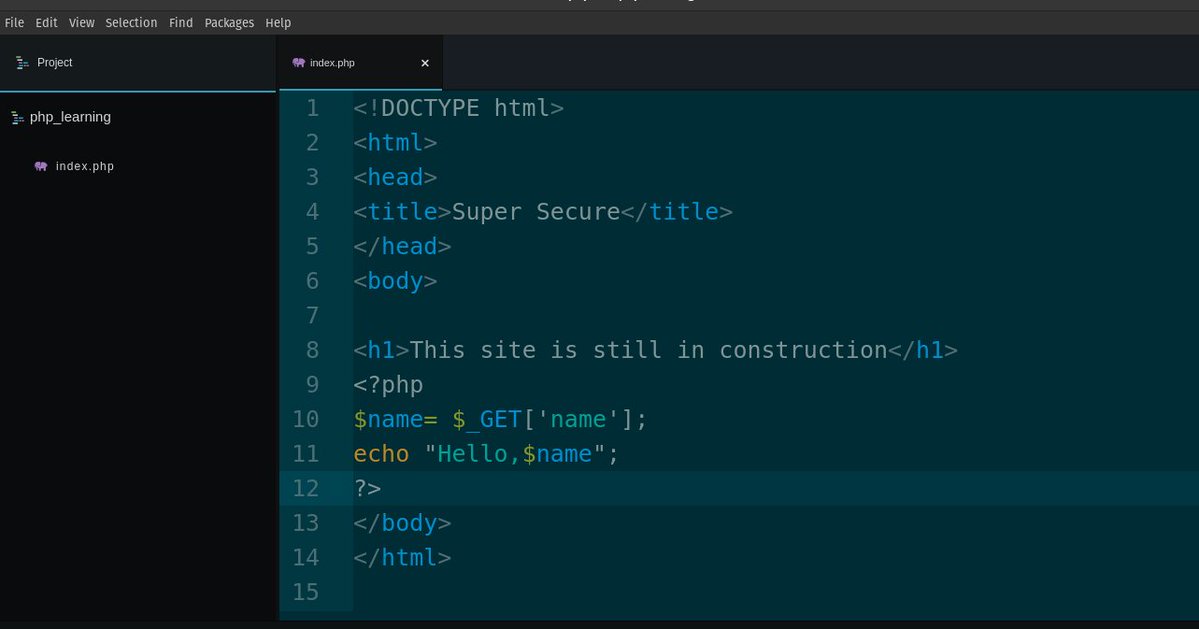 File Edit View Selection Find Packages Help
Project
index.php ×
php_learning
index.php
1 <!DOCTYPE html>
2 <html>
3 <head>
4 <title>Super Secure</title>
5 </head>
6 <body>
7
8 <h1>This site is still in construction</h1>
9 <?php
10 $name= $_GET['name'];
11 echo "Hello,$name";
12 ?>
13 </body>
14 </html>
15